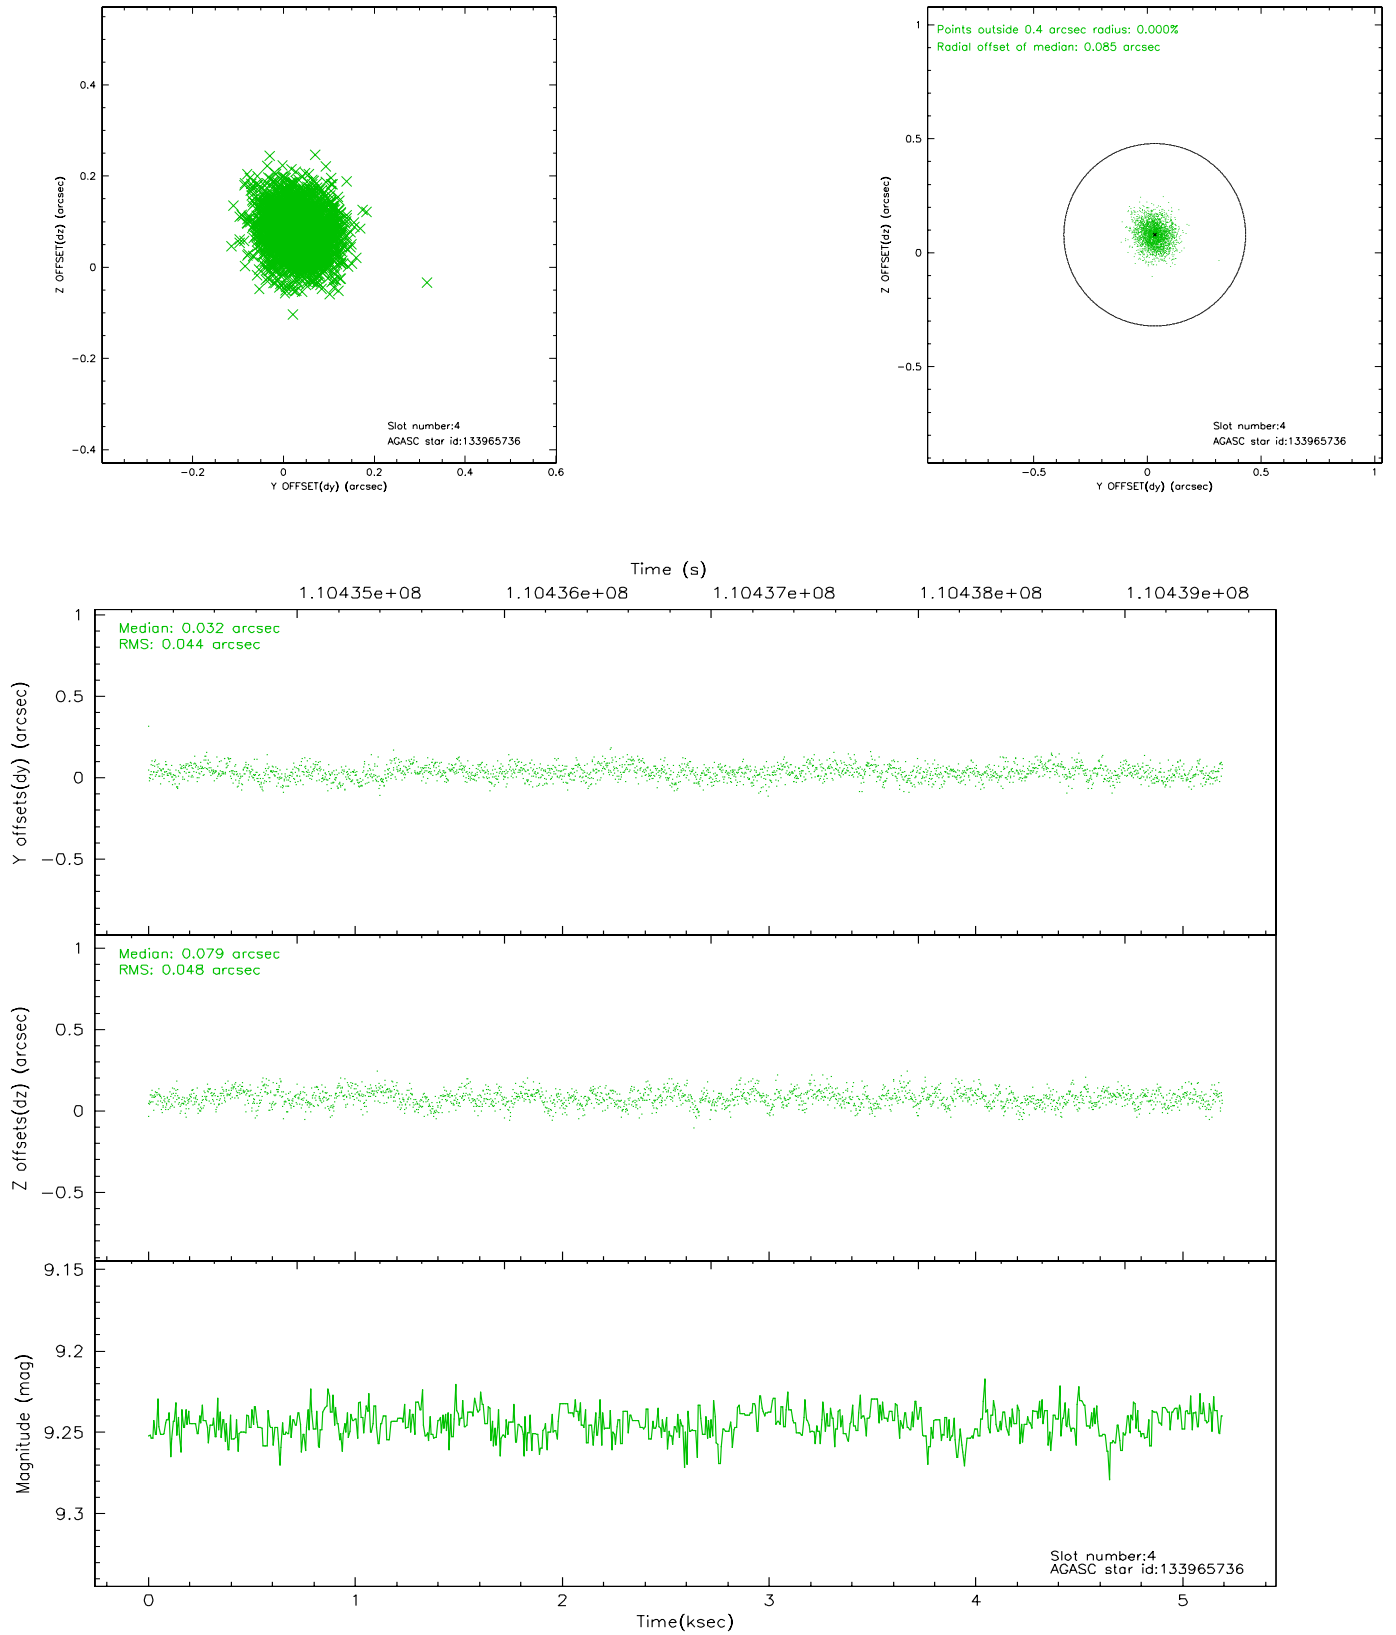 0.4
0.2
0
−0.2
−0.4
Z OFFSET(dz) (arcsec)
−0.2 0 0.2 0.4 0.6
Y OFFSET(dy) (arcsec)
Slot number:4
AGASC star id:133965736
Points outside 0.4 arcsec radius: 0.000%
Radial offset of median: 0.085 arcsec
1
0.5
0
−0.5
Z OFFSET(dz) (arcsec)
−0.5 0 0.5 1
Y OFFSET(dy) (arcsec)
Slot number:4
AGASC star id:133965736
Time (s)
1.10435e+08 1.10436e+08 1.10437e+08 1.10438e+08 1.10439e+08
Median: 0.032 arcsec
RMS: 0.044 arcsec
1
0.5
0
−0.5
Y offsets(dy) (arcsec)
Median: 0.079 arcsec
RMS: 0.048 arcsec
1
0.5
0
−0.5
Z offsets(dz) (arcsec)
9.15
9.2
9.25
9.3
Magnitude (mag)
Slot number:4
AGASC star id:133965736
0 1 2 3 4 5
Time(ksec)